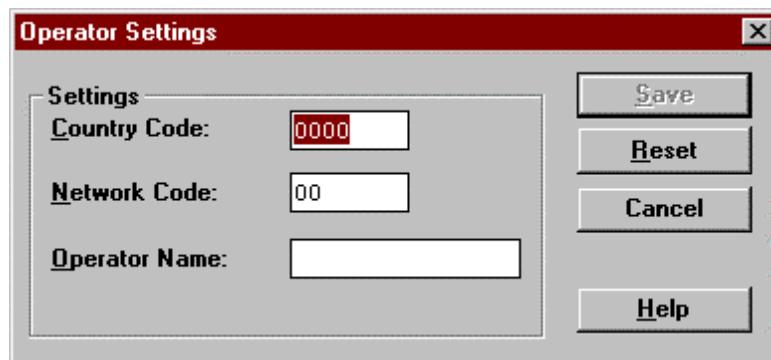 Operator Settings
Settings
Country Code: 0000
Network Code: 00
Operator Name:
Save
Reset
Cancel
Help